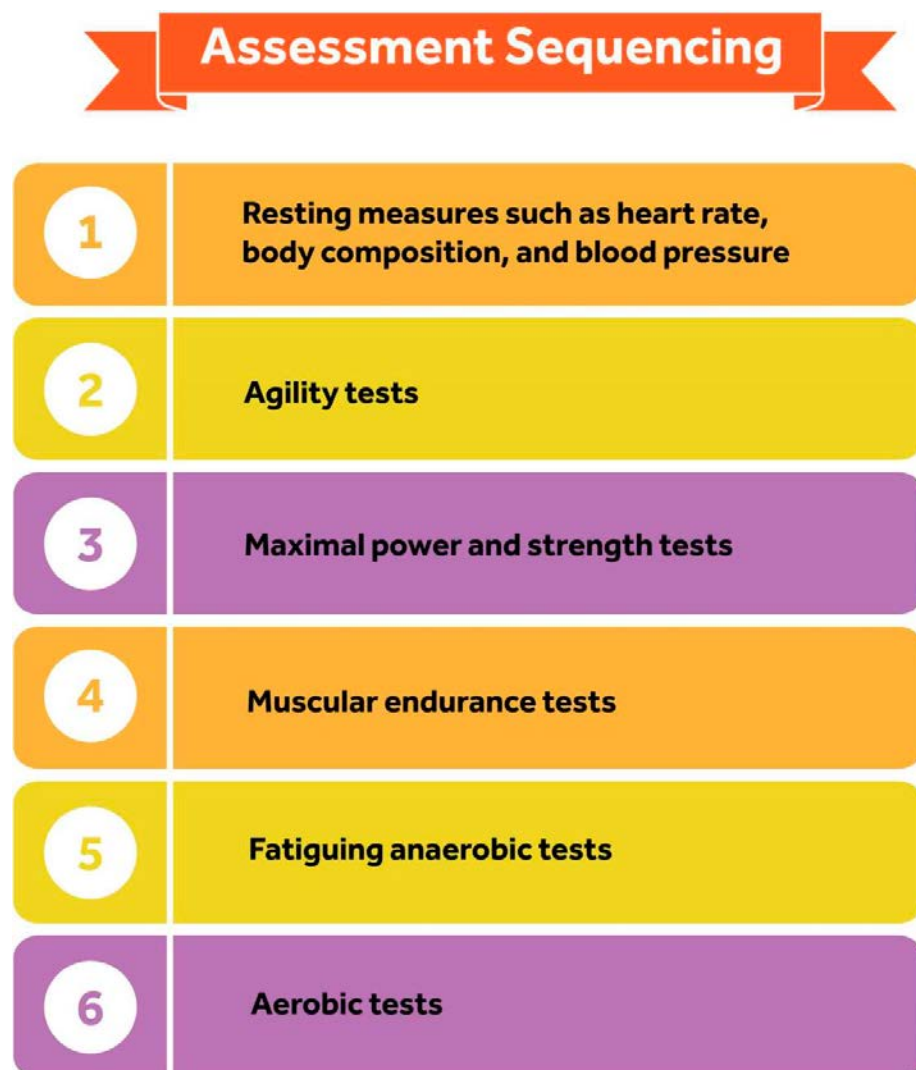 Assessment Sequencing
1
Resting measures such as heart rate,
body composition, and blood pressure
2
Agility tests
3
Maximal power and strength tests
4
Muscular endurance tests
5
Fatiguing anaerobic tests
6
Aerobic tests